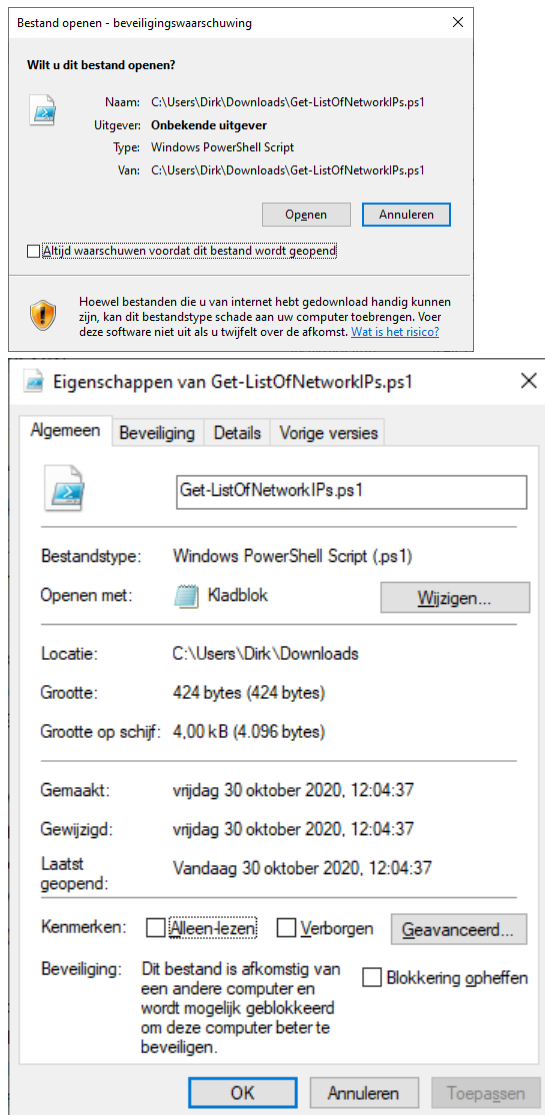 Bestand openen - beveiligingswaarschuwing
Wilt u dit bestand openen?
Naam: C:\Users\Dirk\Downloads\Get-ListOfNetworkIPs.ps1
Uitgever: Onbekende uitgever
Type: Windows PowerShell Script
Van: C:\Users\Dirk\Downloads\Get-ListOfNetworkIPs.ps1
Openen Annuleren
Altijd waarschuwen voordat dit bestand wordt geopend
Hoewel bestanden die u van internet hebt gedownload handig kunnen
zijn, kan dit bestandstype schade aan uw computer toebrengen. Voer
deze software niet uit als u twijfelt over de afkomst. Wat is het risico?
Eigenschappen van Get-ListOfNetworkIPs.ps1
Algemeen Beveiliging Details Vorige versies
Get-ListOfNetworkIPs.ps1
Bestandstype: Windows PowerShell Script (.ps1)
Openen met: Kladblok Wijzigen...
Locatie: C:\Users\Dirk\Downloads
Grootte: 424 bytes (424 bytes)
Grootte op schijf: 4,00 kB (4.096 bytes)
Gemaakt: vrijdag 30 oktober 2020, 12:04:37
Gewijzigd: vrijdag 30 oktober 2020, 12:04:37
Laatst
geopend: Vandaag 30 oktober 2020, 12:04:37
Kenmerken: Alleen-lezen Verborgen Geavanceerd...
Beveiliging: Dit bestand is afkomstig van
een andere computer en
wordt mogelijk geblokkeerd
om deze computer beter te
beveiligen.
Blokkering opheffen
OK Annuleren Toepassen